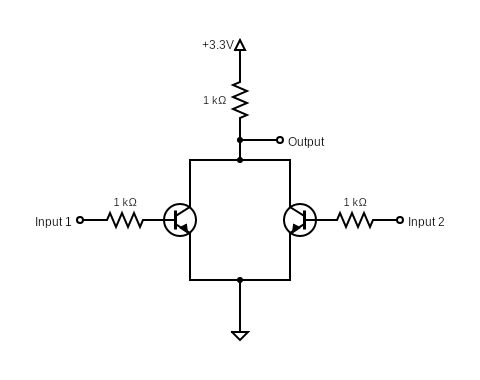 +3.3V
1 kΩ
Output
1 kΩ
1 kΩ
Input 1
Input 2